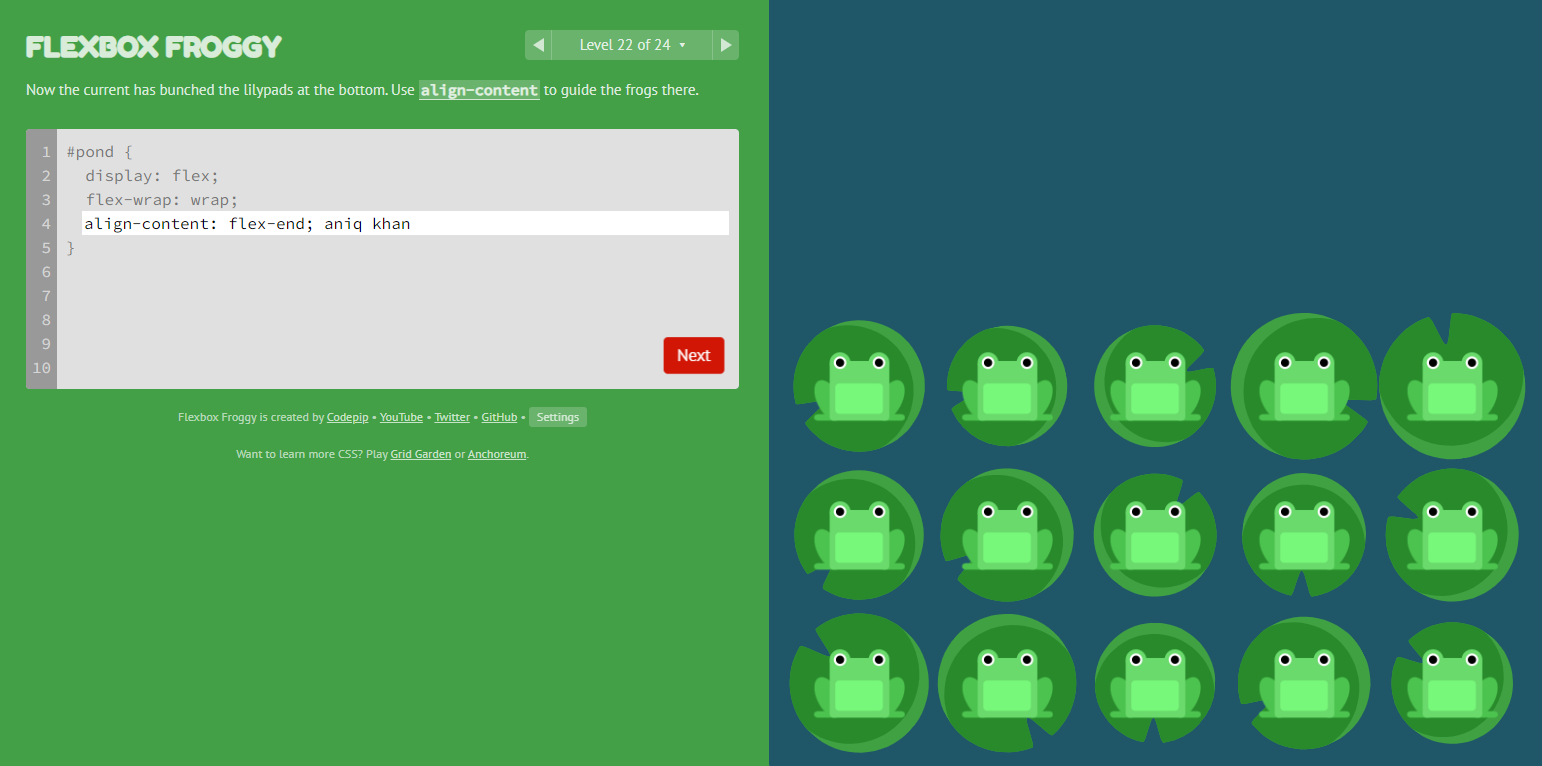 FLEXBOX FROGGY
◀ Level 22 of 24 ▾ ▶
Now the current has bunched the lilypads at the bottom. Use align-content to guide the frogs there.
1 #pond {
2 display: flex;
3 flex-wrap: wrap;
4 align-content: flex-end; aniq khan
5 }
6
7
8
9
10
Next
Flexbox Froggy is created by Codepip • YouTube • Twitter • GitHub • Settings
Want to learn more CSS? Play Grid Garden or Anchoreum.